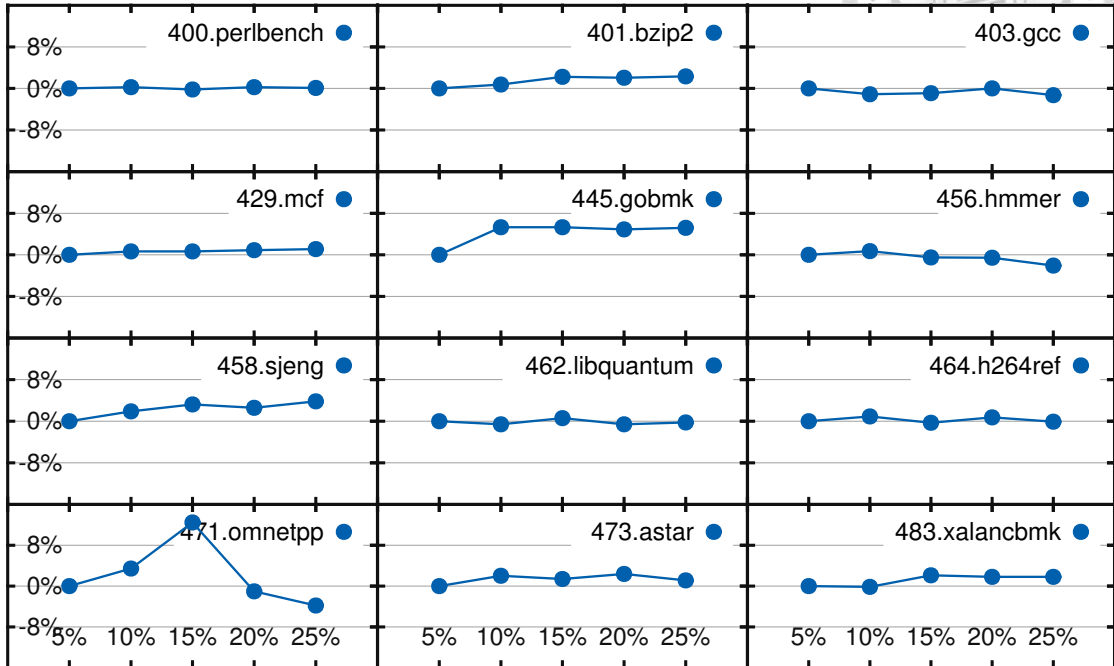 400.perlbench 401.bzip2 403.gcc
8%
0%
-8%
429.mcf 445.gobmk 456.hmmer
8%
0%
-8%
458.sjeng 462.libquantum 464.h264ref
8%
0%
-8%
471.omnetpp 473.astar 483.xalancbmk
8%
0%
-8%
5% 10% 15% 20% 25% 5% 10% 15% 20% 25% 5% 10% 15% 20% 25%